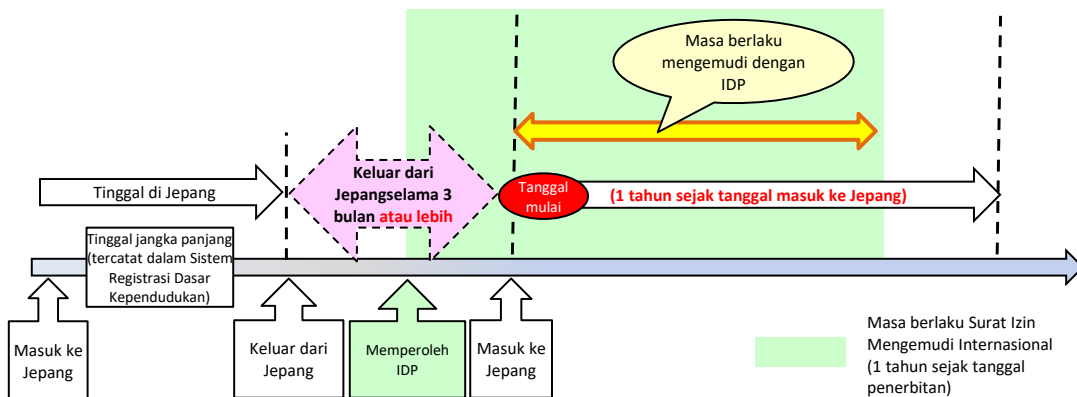 Masa berlaku
mengemudi dengan
IDP
Tinggal di Jepang
Keluar dari
Jepangselama 3
bulan atau lebih
Tanggal
mulai
(1 tahun sejak tanggal masuk ke Jepang)
Tinggal jangka panjang
(tercatat dalam Sistem
Registrasi Dasar
Kependudukan)
Masuk ke
Jepang
Keluar dari
Jepang
Memperoleh
IDP
Masuk ke
Jepang
Masa berlaku Surat Izin
Mengemudi Internasional
(1 tahun sejak tanggal
penerbitan)